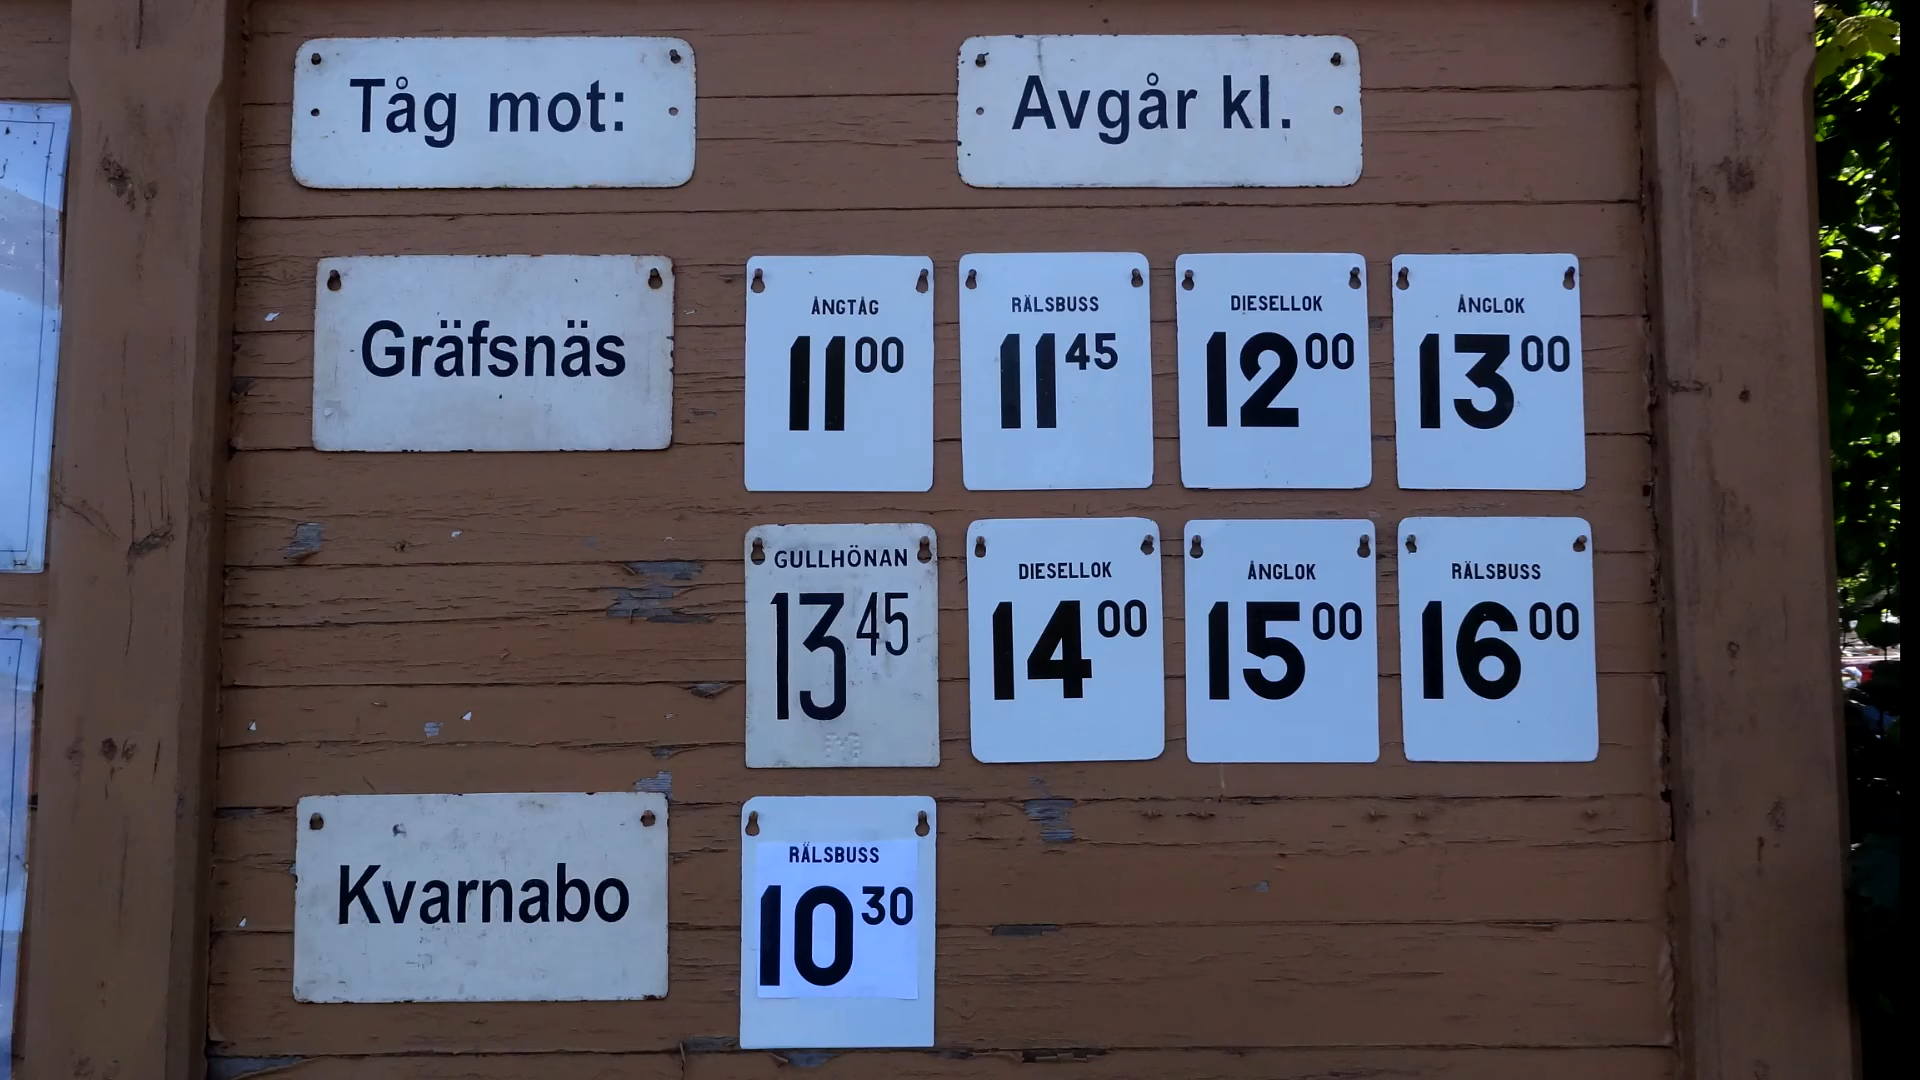 Tåg mot: Avgår kl.
Gräfsnäs
ÅNGTÅG RÄLSBUSS DIESELLOK ÅNGLOK
11 00 11 45 12 00 13 00
GULLHÖNAN DIESELLOK ÅNGLOK RÄLSBUSS
13 45 14 00 15 00 16 00
Kvarnabo
RÄLSBUSS
10 30